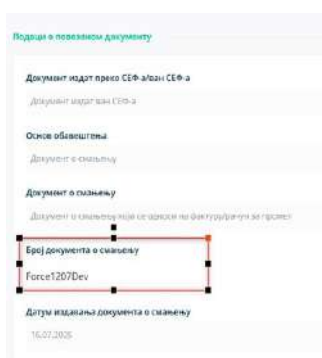 Подаци о повезаном документу
Документ издат преко СЕФ-а/ван СЕФ-а
Документ издат ван СЕФ-а
Основ обавештења
Документ о смањењу
Документ о смањењу
Документ о смањењу који се односи на фактуру/рачун за промет
Број документа о смањењу
Force1207Dev
Датум издавања документа о смањењу
16.07.2026